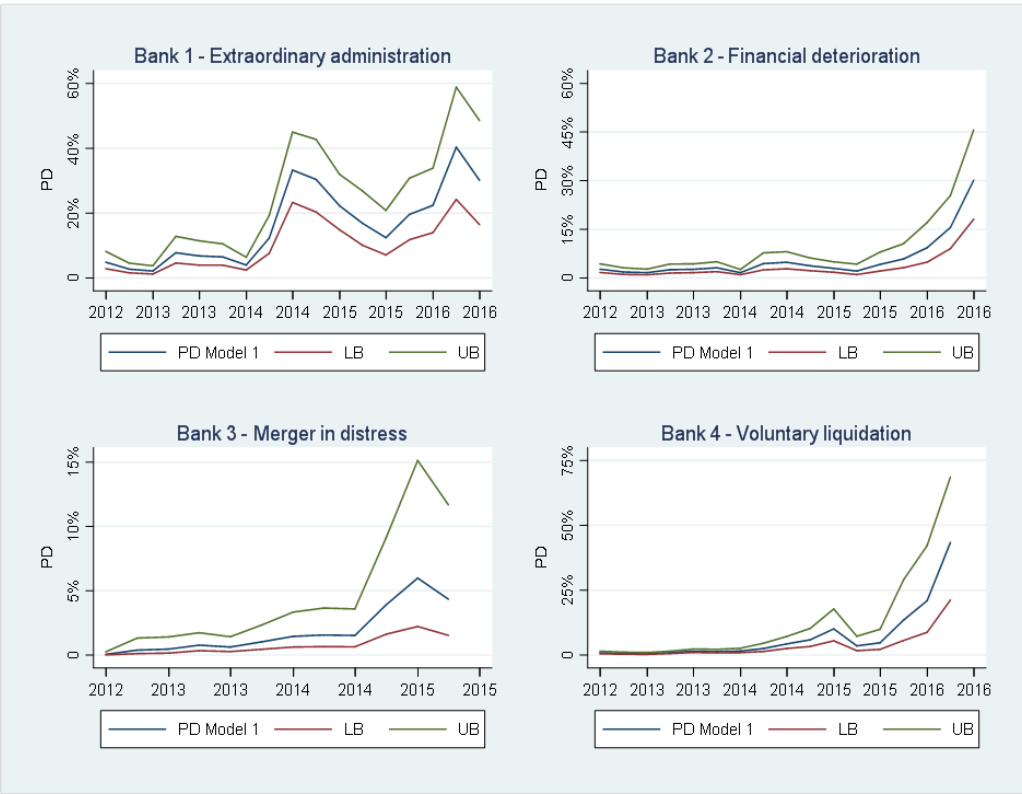 Bank 1 - Extraordinary administration
60%
40%
20%
0
PD
2012 2013 2013 2014 2014 2015 2015 2016 2016
PD Model 1 LB UB
Bank 2 - Financial deterioration
60%
45%
30%
15%
0
PD
2012 2013 2013 2014 2014 2015 2015 2016 2016
PD Model 1 LB UB
Bank 3 - Merger in distress
15%
10%
5%
0
PD
2012 2013 2013 2014 2014 2015 2015
PD Model 1 LB UB
Bank 4 - Voluntary liquidation
75%
50%
25%
0
PD
2012 2013 2013 2014 2014 2015 2015 2016 2016
PD Model 1 LB UB